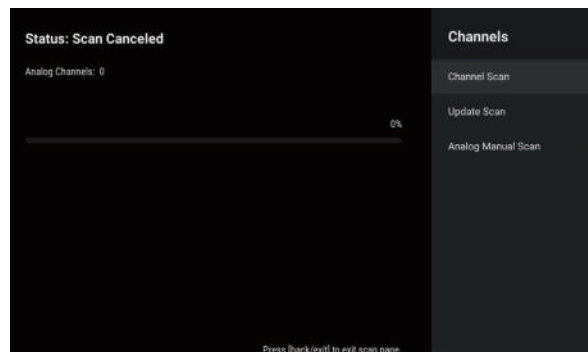 Status: Scan Canceled
Analog Channels: 0
0%
Press [back/exit] to exit scan page
Channels
Channel Scan
Update Scan
Analog Manual Scan